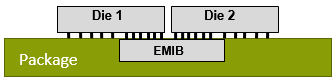 Die 1
Die 2
EMIB
Package